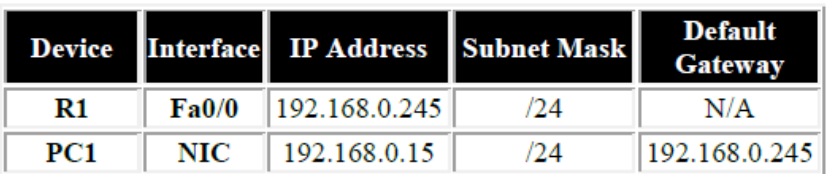 Device Interface IP Address Subnet Mask Default Gateway
R1 Fa0/0 192.168.0.245 /24 N/A
PC1 NIC 192.168.0.15 /24 192.168.0.245